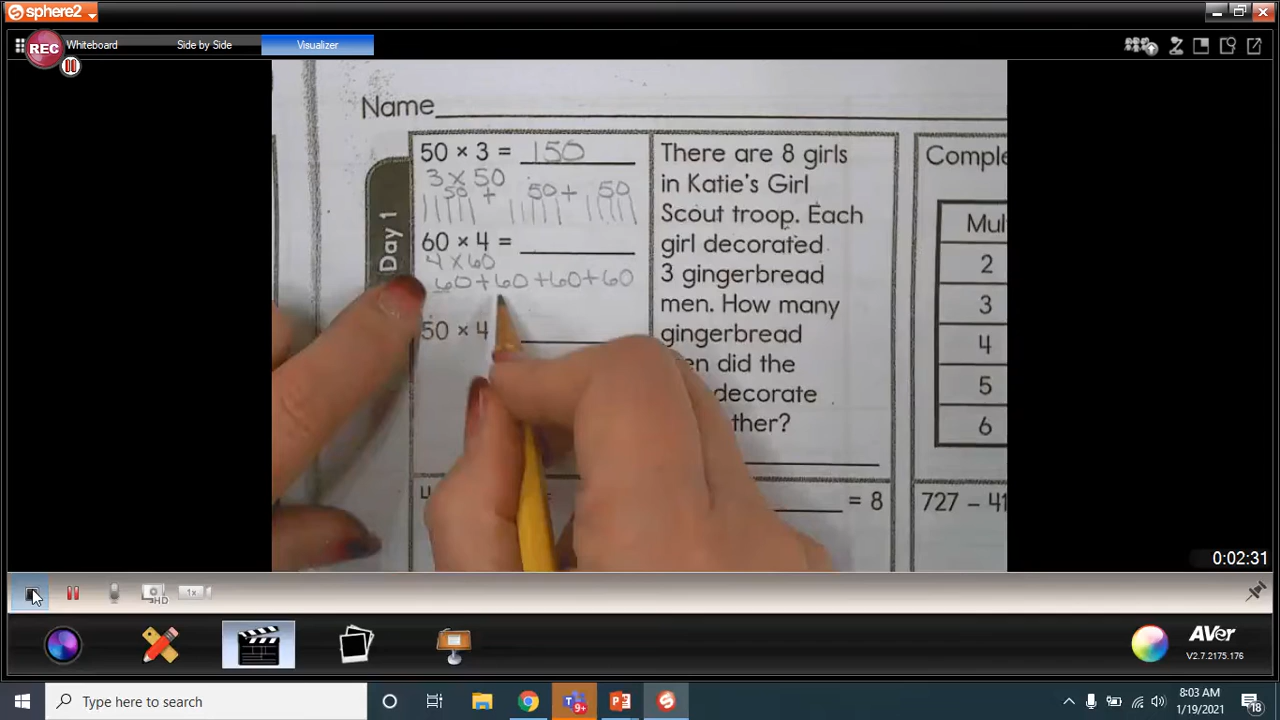 sphere2
REC
Whiteboard
Side by Side
Visualizer
Name
Day 1
50 × 3 = 150
3 × 50
50 + 50 + 50
60 × 4 =
4 × 60
60 + 60 + 60 + 60
50 × 4
There are 8 girls
in Katie's Girl
Scout troop. Each
girl decorated
3 gingerbread
men. How many
gingerbread
did the
decorate
= 8
Mul
2
3
4
5
6
727 – 41
0:02:31
HD
1x
AVer
V2.7.2175.176
Type here to search
9+
8:03 AM
1/19/2021
18